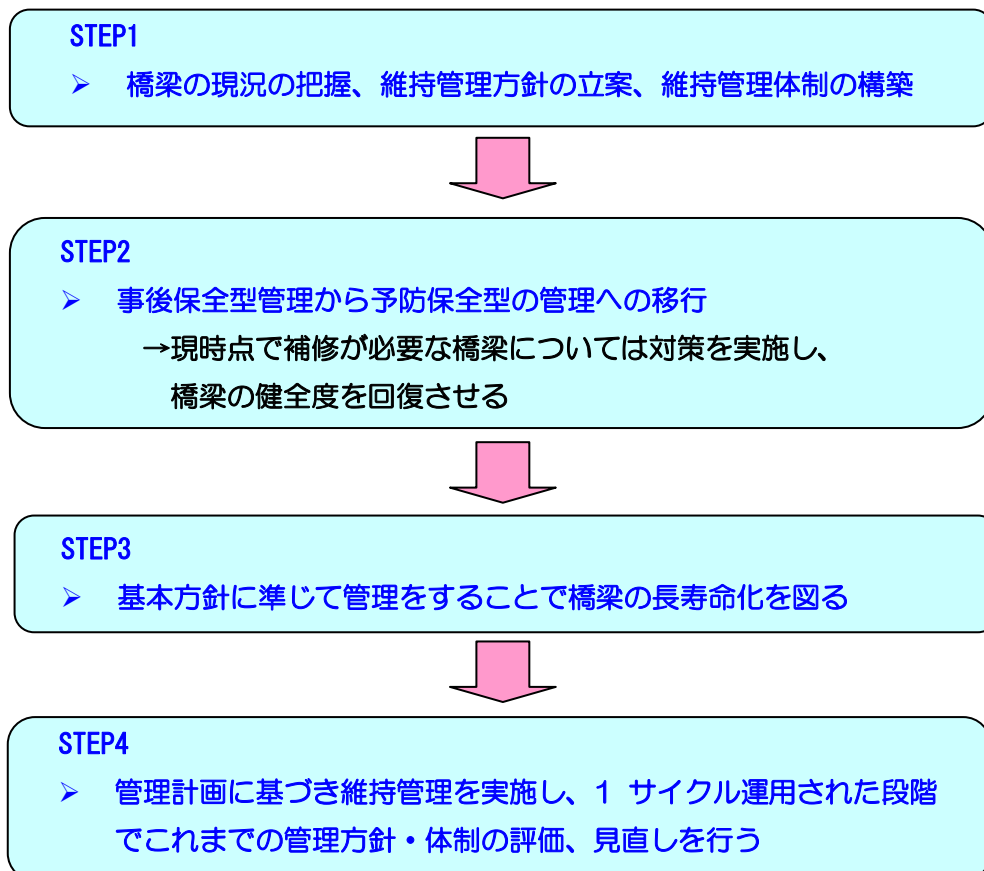 STEP1
➢ 橋梁の現況の把握、維持管理方針の立案、維持管理体制の構築
STEP2
➢ 事後保全型管理から予防保全型の管理への移行
→現時点で補修が必要な橋梁については対策を実施し、
橋梁の健全度を回復させる
STEP3
➢ 基本方針に準じて管理をすることで橋梁の長寿命化を図る
STEP4
➢ 管理計画に基づき維持管理を実施し、1 サイクル運用された段階
でこれまでの管理方針・体制の評価、見直しを行う